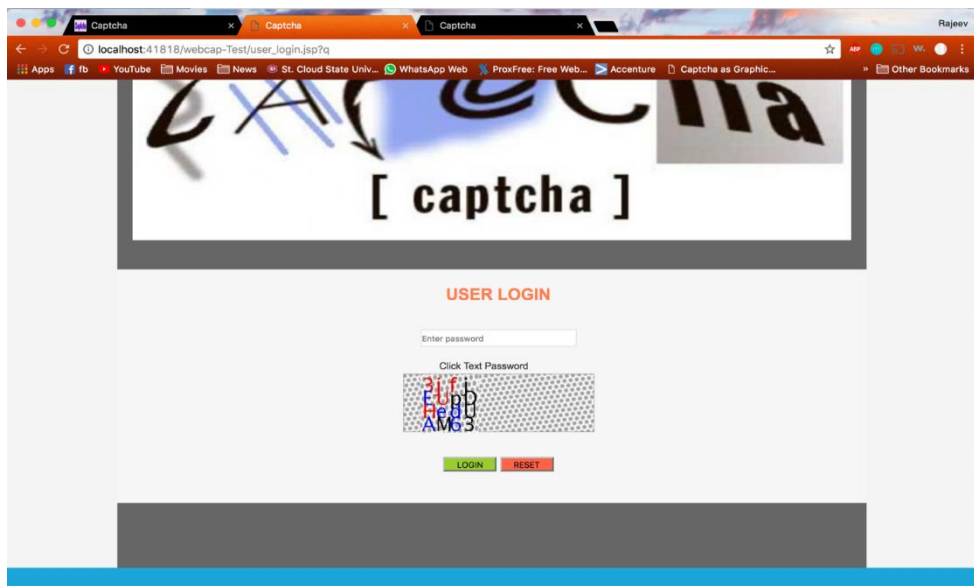 Captcha Captcha Captcha Rajeev
localhost:41818/webcap-Test/user_login.jsp?q ABP W.
Apps fb YouTube Movies News St. Cloud State Univ... WhatsApp Web ProxFree: Free Web... Accenture Captcha as Graphic... » Other Bookmarks
[ captcha ]
USER LOGIN
Enter password
Click Text Password
LOGIN RESET